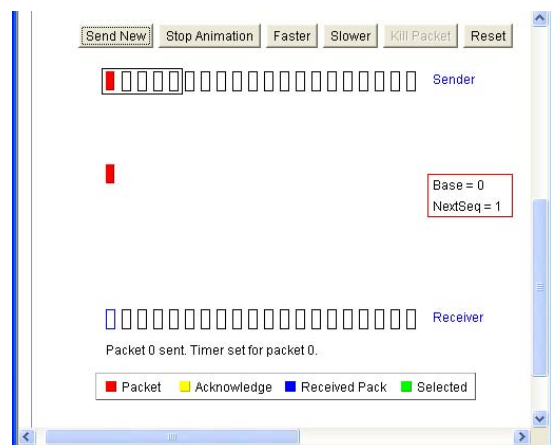 Send New Stop Animation Faster Slower Kill Packet Reset
Sender
Base = 0
NextSeq = 1
Receiver
Packet 0 sent. Timer set for packet 0.
Packet Acknowledge Received Pack Selected